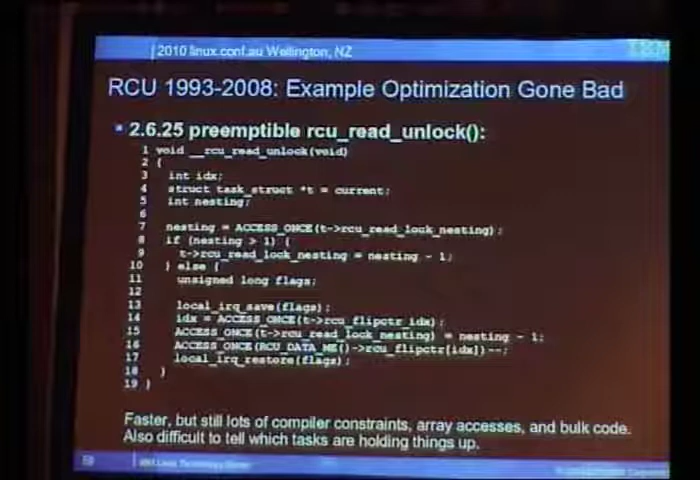 2010 linux.conf.au Wellington, NZ
IBM
RCU 1993-2008: Example Optimization Gone Bad
2.6.25 preemptible rcu_read_unlock():
1 void __rcu_read_unlock(void)
2 {
3 int idx;
4 struct task_struct *t = current;
5 int nesting;
6
7 nesting = ACCESS_ONCE(t->rcu_read_lock_nesting);
8 if (nesting > 1) {
9 t->rcu_read_lock_nesting = nesting - 1;
10 } else {
11 unsigned long flags;
12
13 local_irq_save(flags);
14 idx = ACCESS_ONCE(t->rcu_flipctr_idx);
15 ACCESS_ONCE(t->rcu_read_lock_nesting) = nesting - 1;
16 ACCESS_ONCE(RCU_DATA_ME()->rcu_flipctr[idx])--;
17 local_irq_restore(flags);
18 }
19 }
Faster, but still lots of compiler constraints, array accesses, and bulk code.
Also difficult to tell which tasks are holding things up.
IBM Linux Technology Center